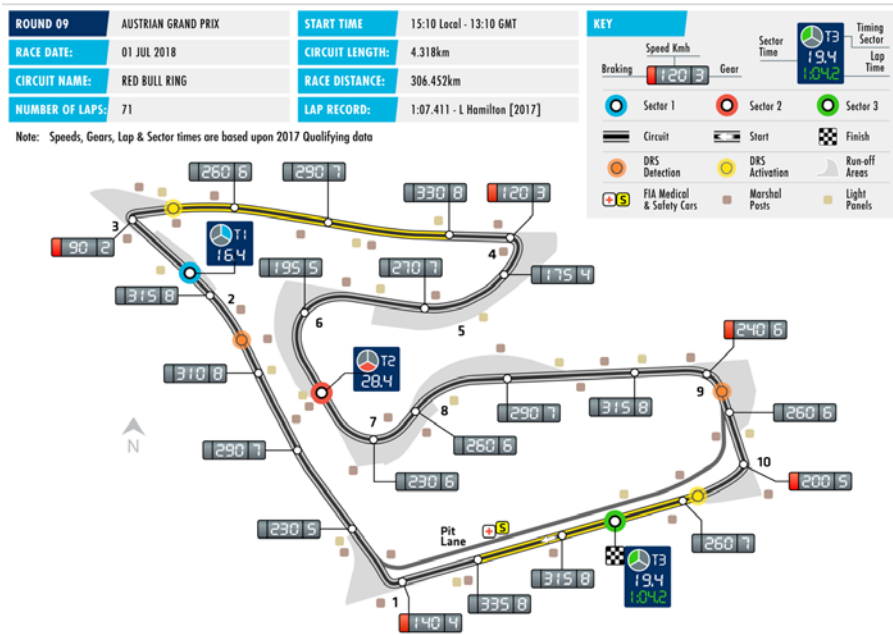 ROUND 09 AUSTRIAN GRAND PRIX START TIME 15:10 Local - 13:10 GMT
RACE DATE: 01 JUL 2018 CIRCUIT LENGTH: 4.318km
CIRCUIT NAME: RED BULL RING RACE DISTANCE: 306.452km
NUMBER OF LAPS: 71 LAP RECORD: 1:07.411 - L Hamilton [2017]
Note: Speeds, Gears, Lap & Sector times are based upon 2017 Qualifying data
KEY
Speed Kmh
Braking 120 3 Gear
Sector Time
T3
19.4
1:04.2
Timing Sector
Lap Time
Sector 1 Sector 2 Sector 3
Circuit Start Finish
DRS Detection DRS Activation Run-off Areas
S FIA Medical & Safety Cars Marshal Posts Light Panels
260 6
290 7
330 8
120 3
3
90 2
T1
16.4
4
195 5
270 7
175 4
315 8
2
6
5
240 6
310 8
T2
28.4
9
7
8
290 7
315 8
260 6
290 7
260 6
10
230 6
200 5
230 5
Pit Lane
S
260 7
315 8
T3
19.4
1:04.2
1
335 8
140 4
N